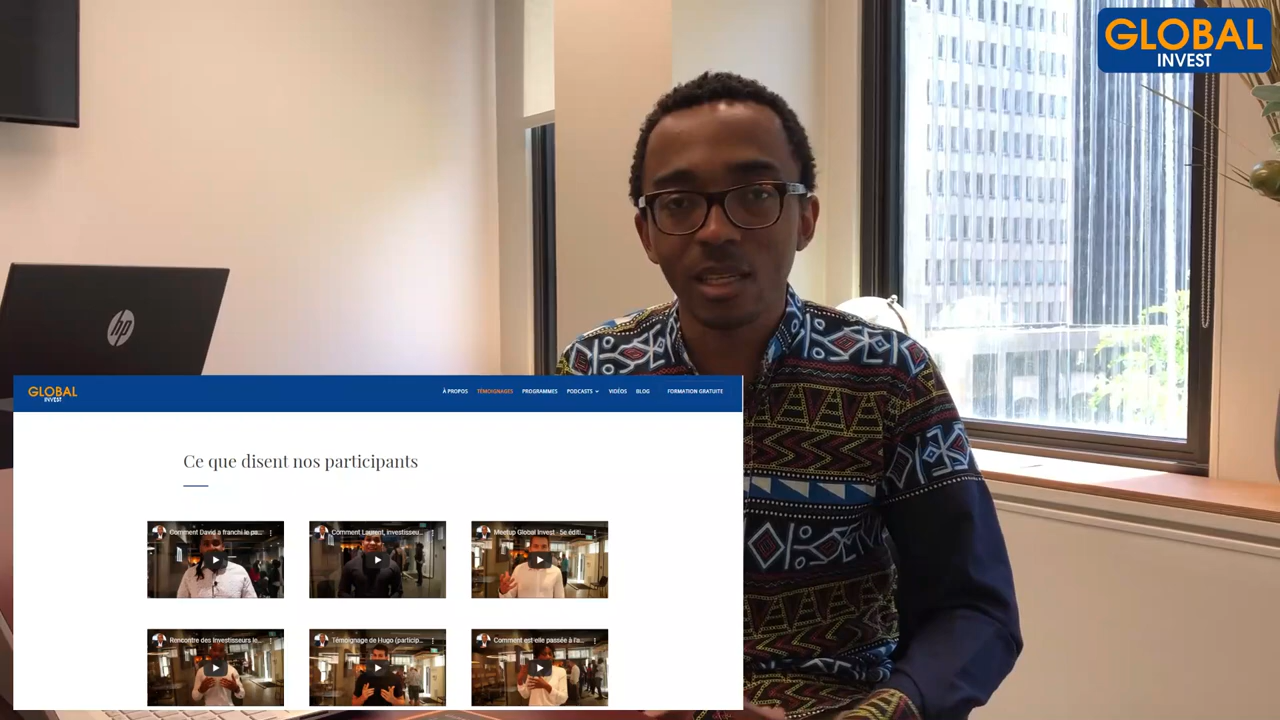 GLOBAL
INVEST
hp
GLOBAL
INVEST
À PROPOS TÉMOIGNAGES PROGRAMMES PODCASTS VIDÉOS BLOG FORMATION GRATUITE
Ce que disent nos participants
Comment David a franchi le pa...
Comment Laurent, investisseu...
Meetup Global Invest - 5e éditi...
Rencontre des Investisseurs le...
Témoignage de Hugo (particip...
Comment est-elle passée à l'a...